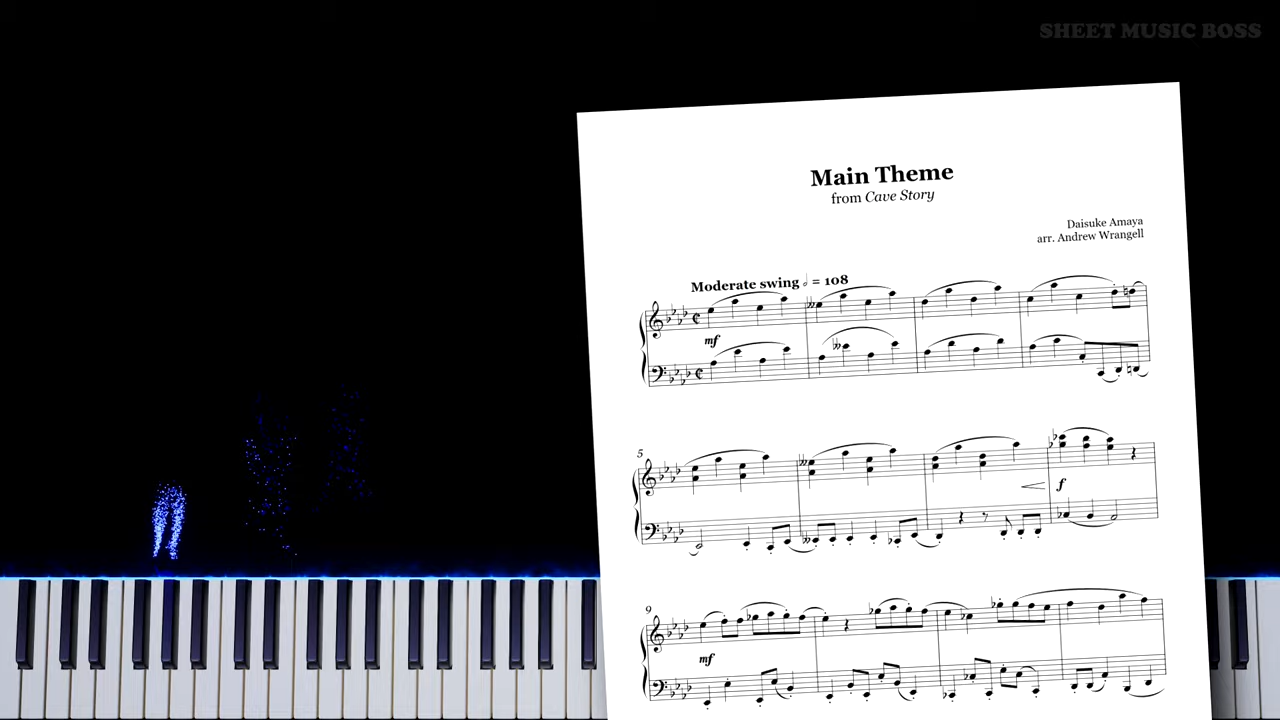 SHEET MUSIC BOSS
Main Theme
from Cave Story
Daisuke Amaya
arr. Andrew Wrangell
Moderate swing 𝅗𝅥 = 108
mf
5
f
9
mf